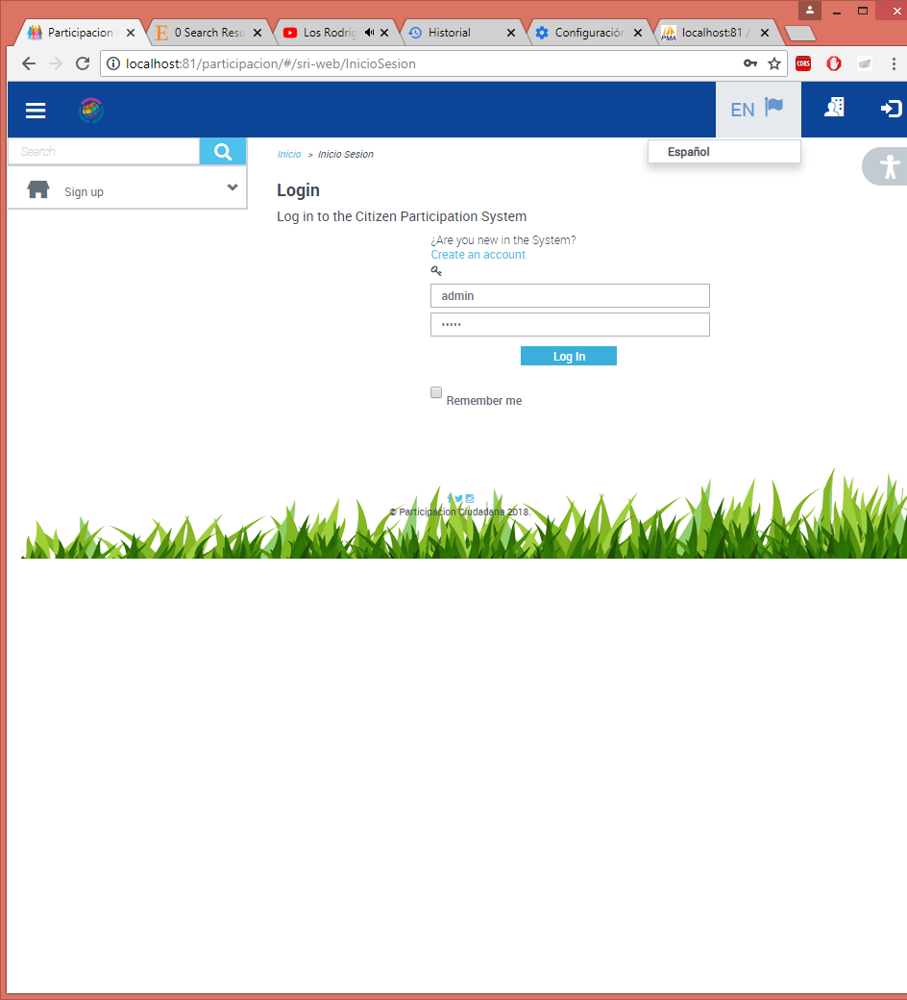 Participacion
0 Search Resu
Los Rodrig
Historial
Configuración
localhost:81 /
PMA
localhost:81/participacion/#/sri-web/InicioSesion
CORS
EN
Español
Search
Sign up
Inicio > Inicio Sesion
Login
Log in to the Citizen Participation System
¿Are you new in the System?
Create an account
admin
•••••
Log In
Remember me
© Participacion Ciudadana 2018.